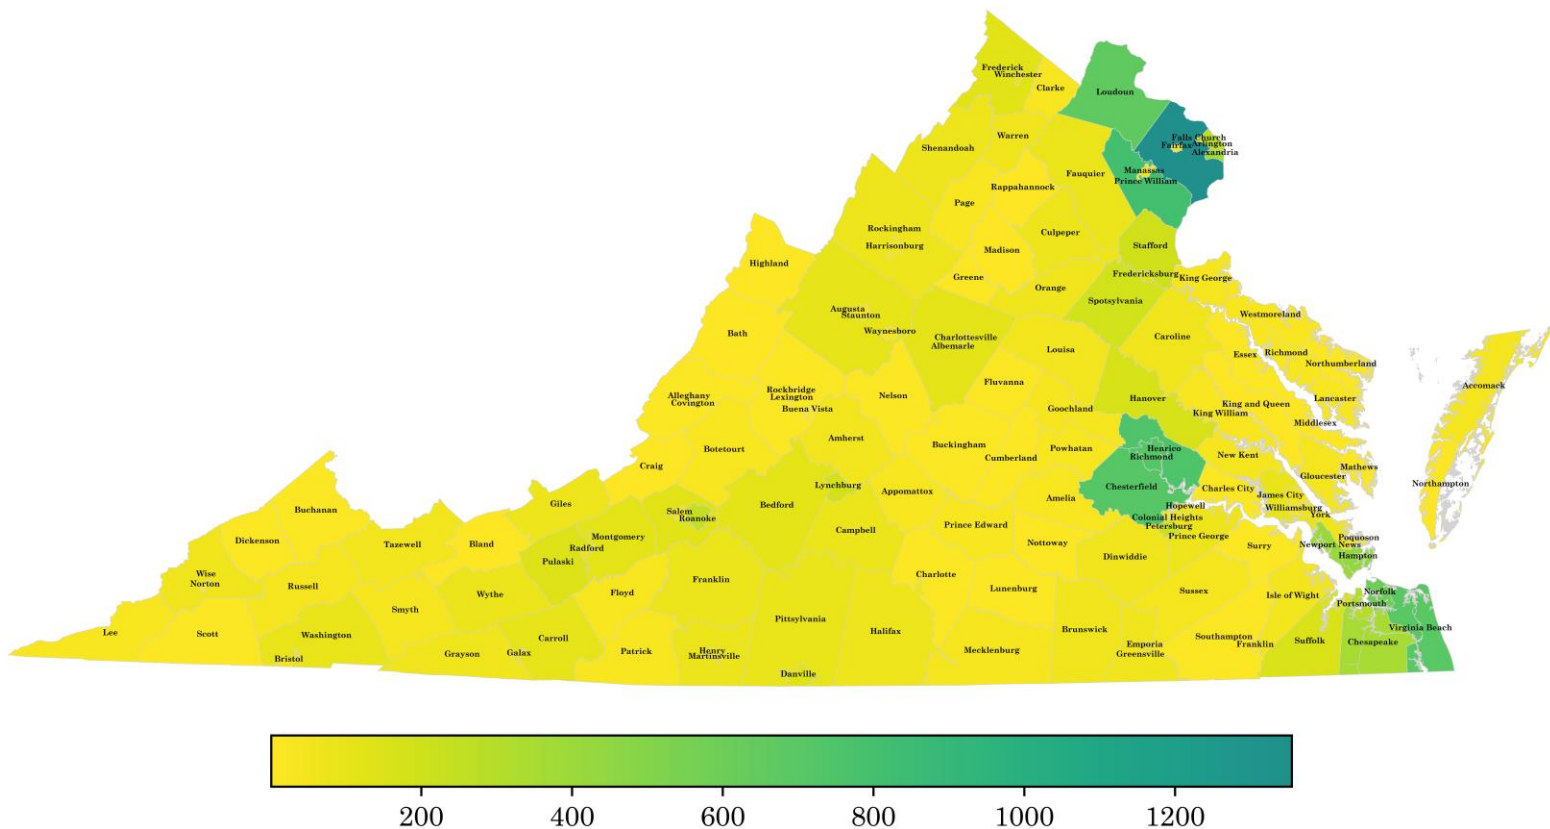 Frederick
Winchester
Clarke
Loudoun
Warren
Shenandoah
Falls Church
Fairfax
Arlington
Alexandria
Fauquier
Manassas
Prince William
Rappahannock
Page
Rockingham
Harrisonburg
Culpeper
Madison
Stafford
Highland
Greene
Fredericksburg
King George
Orange
Spotsylvania
Augusta
Staunton
Waynesboro
Westmoreland
Bath
Charlottesville
Albemarle
Caroline
Louisa
Essex
Richmond
Northumberland
Fluvanna
Accomack
Rockbridge
Lexington
Buena Vista
Alleghany
Covington
Nelson
Hanover
Lancaster
Goochland
King and Queen
King William
Middlesex
Amherst
Buckingham
Botetourt
Powhatan
Henrico
Richmond
Cumberland
New Kent
Craig
Mathews
Gloucester
Northampton
Lynchburg
Chesterfield
Appomattox
Charles City
James City
Amelia
Giles
Bedford
Hopewell
Williamsburg
York
Buchanan
Salem
Roanoke
Colonial Heights
Petersburg
Prince George
Prince Edward
Campbell
Dickenson
Tazewell
Bland
Montgomery
Radford
Pulaski
Nottoway
Surry
Poquoson
Newport News
Hampton
Dinwiddie
Wise
Norton
Russell
Franklin
Charlotte
Wythe
Floyd
Lunenburg
Sussex
Isle of Wight
Norfolk
Portsmouth
Smyth
Pittsylvania
Lee
Scott
Washington
Carroll
Halifax
Brunswick
Virginia Beach
Southampton
Franklin
Suffolk
Chesapeake
Emporia
Greensville
Bristol
Grayson
Galax
Patrick
Henry
Martinsville
Mecklenburg
Danville
200 400 600 800 1000 1200